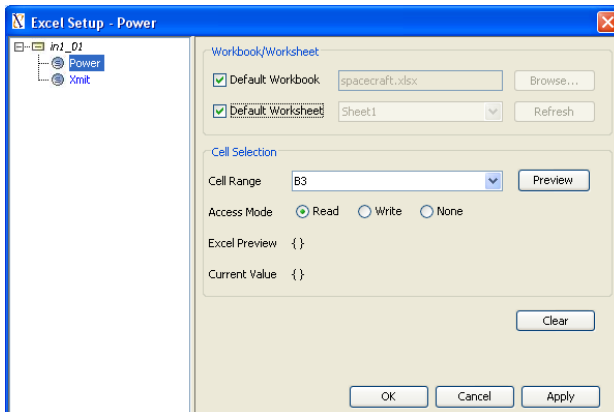 Excel Setup - Power
in1_01
Power
Xmit
Workbook/Worksheet
Default Workbook spacecraft.xlsx Browse...
Default Worksheet Sheet1 Refresh
Cell Selection
Cell Range B3 Preview
Access Mode Read Write None
Excel Preview {}
Current Value {}
Clear
OK Cancel Apply